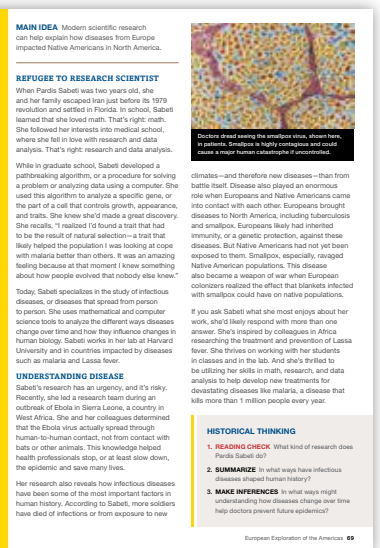 MAIN IDEA Modern scientific research
can help explain how diseases from Europe
impacted Native Americans in North America.
REFUGEE TO RESEARCH SCIENTIST
When Pardis Sabeti was two years old, she
and her family escaped Iran just before its 1979
revolution and settled in Florida. In school, Sabeti
learned that she loved math. That's right: math.
She followed her interests into medical school,
where she fell in love with research and data
analysis. That's right: research and data analysis.
While in graduate school, Sabeti developed a
pathbreaking algorithm, or a procedure for solving
a problem or analyzing data using a computer. She
used this algorithm to analyze a specific gene, or
the part of a cell that controls growth, appearance,
and traits. She knew she'd made a great discovery.
She recalls, "I realized I'd found a trait that had
to be the result of natural selection—a trait that
likely helped the population I was looking at cope
with malaria better than others. It was an amazing
feeling because at that moment I knew something
about how people evolved that nobody else knew."
Today, Sabeti specializes in the study of infectious
diseases, or diseases that spread from person
to person. She uses mathematical and computer
science tools to analyze the different ways diseases
change over time and how they influence changes in
human biology. Sabeti works in her lab at Harvard
University and in countries impacted by diseases
such as malaria and Lassa fever.
UNDERSTANDING DISEASE
Sabeti's research has an urgency, and it's risky.
Recently, she led a research team during an
outbreak of Ebola in Sierra Leone, a country in
West Africa. She and her colleagues determined
that the Ebola virus actually spread through
human-to-human contact, not from contact with
bats or other animals. This knowledge helped
health professionals stop, or at least slow down,
the epidemic and save many lives.
Her research also reveals how infectious diseases
have been some of the most important factors in
human history. According to Sabeti, more soldiers
have died of infections or from exposure to new
Doctors dread seeing the smallpox virus, shown here,
in patients. Smallpox is highly contagious and could
cause a major human catastrophe if uncontrolled.
climates—and therefore new diseases—than from
battle itself. Disease also played an enormous
role when Europeans and Native Americans came
into contact with each other. Europeans brought
diseases to North America, including tuberculosis
and smallpox. Europeans likely had inherited
immunity, or a genetic protection, against these
diseases. But Native Americans had not yet been
exposed to them. Smallpox, especially, ravaged
Native American populations. This disease
also became a weapon of war when European
colonizers realized the effect that blankets infected
with smallpox could have on native populations.
If you ask Sabeti what she most enjoys about her
work, she'd likely respond with more than one
answer. She's inspired by colleagues in Africa
researching the treatment and prevention of Lassa
fever. She thrives on working with her students
in classes and in the lab. And she's thrilled to
be utilizing her skills in math, research, and data
analysis to help develop new treatments for
devastating diseases like malaria, a disease that
kills more than 1 million people every year.
HISTORICAL THINKING
1. READING CHECK What kind of research does
Pardis Sabeti do?
2. SUMMARIZE In what ways have infectious
diseases shaped human history?
3. MAKE INFERENCES In what ways might
understanding how diseases change over time
help doctors prevent future epidemics?
European Exploration of the Americas 69